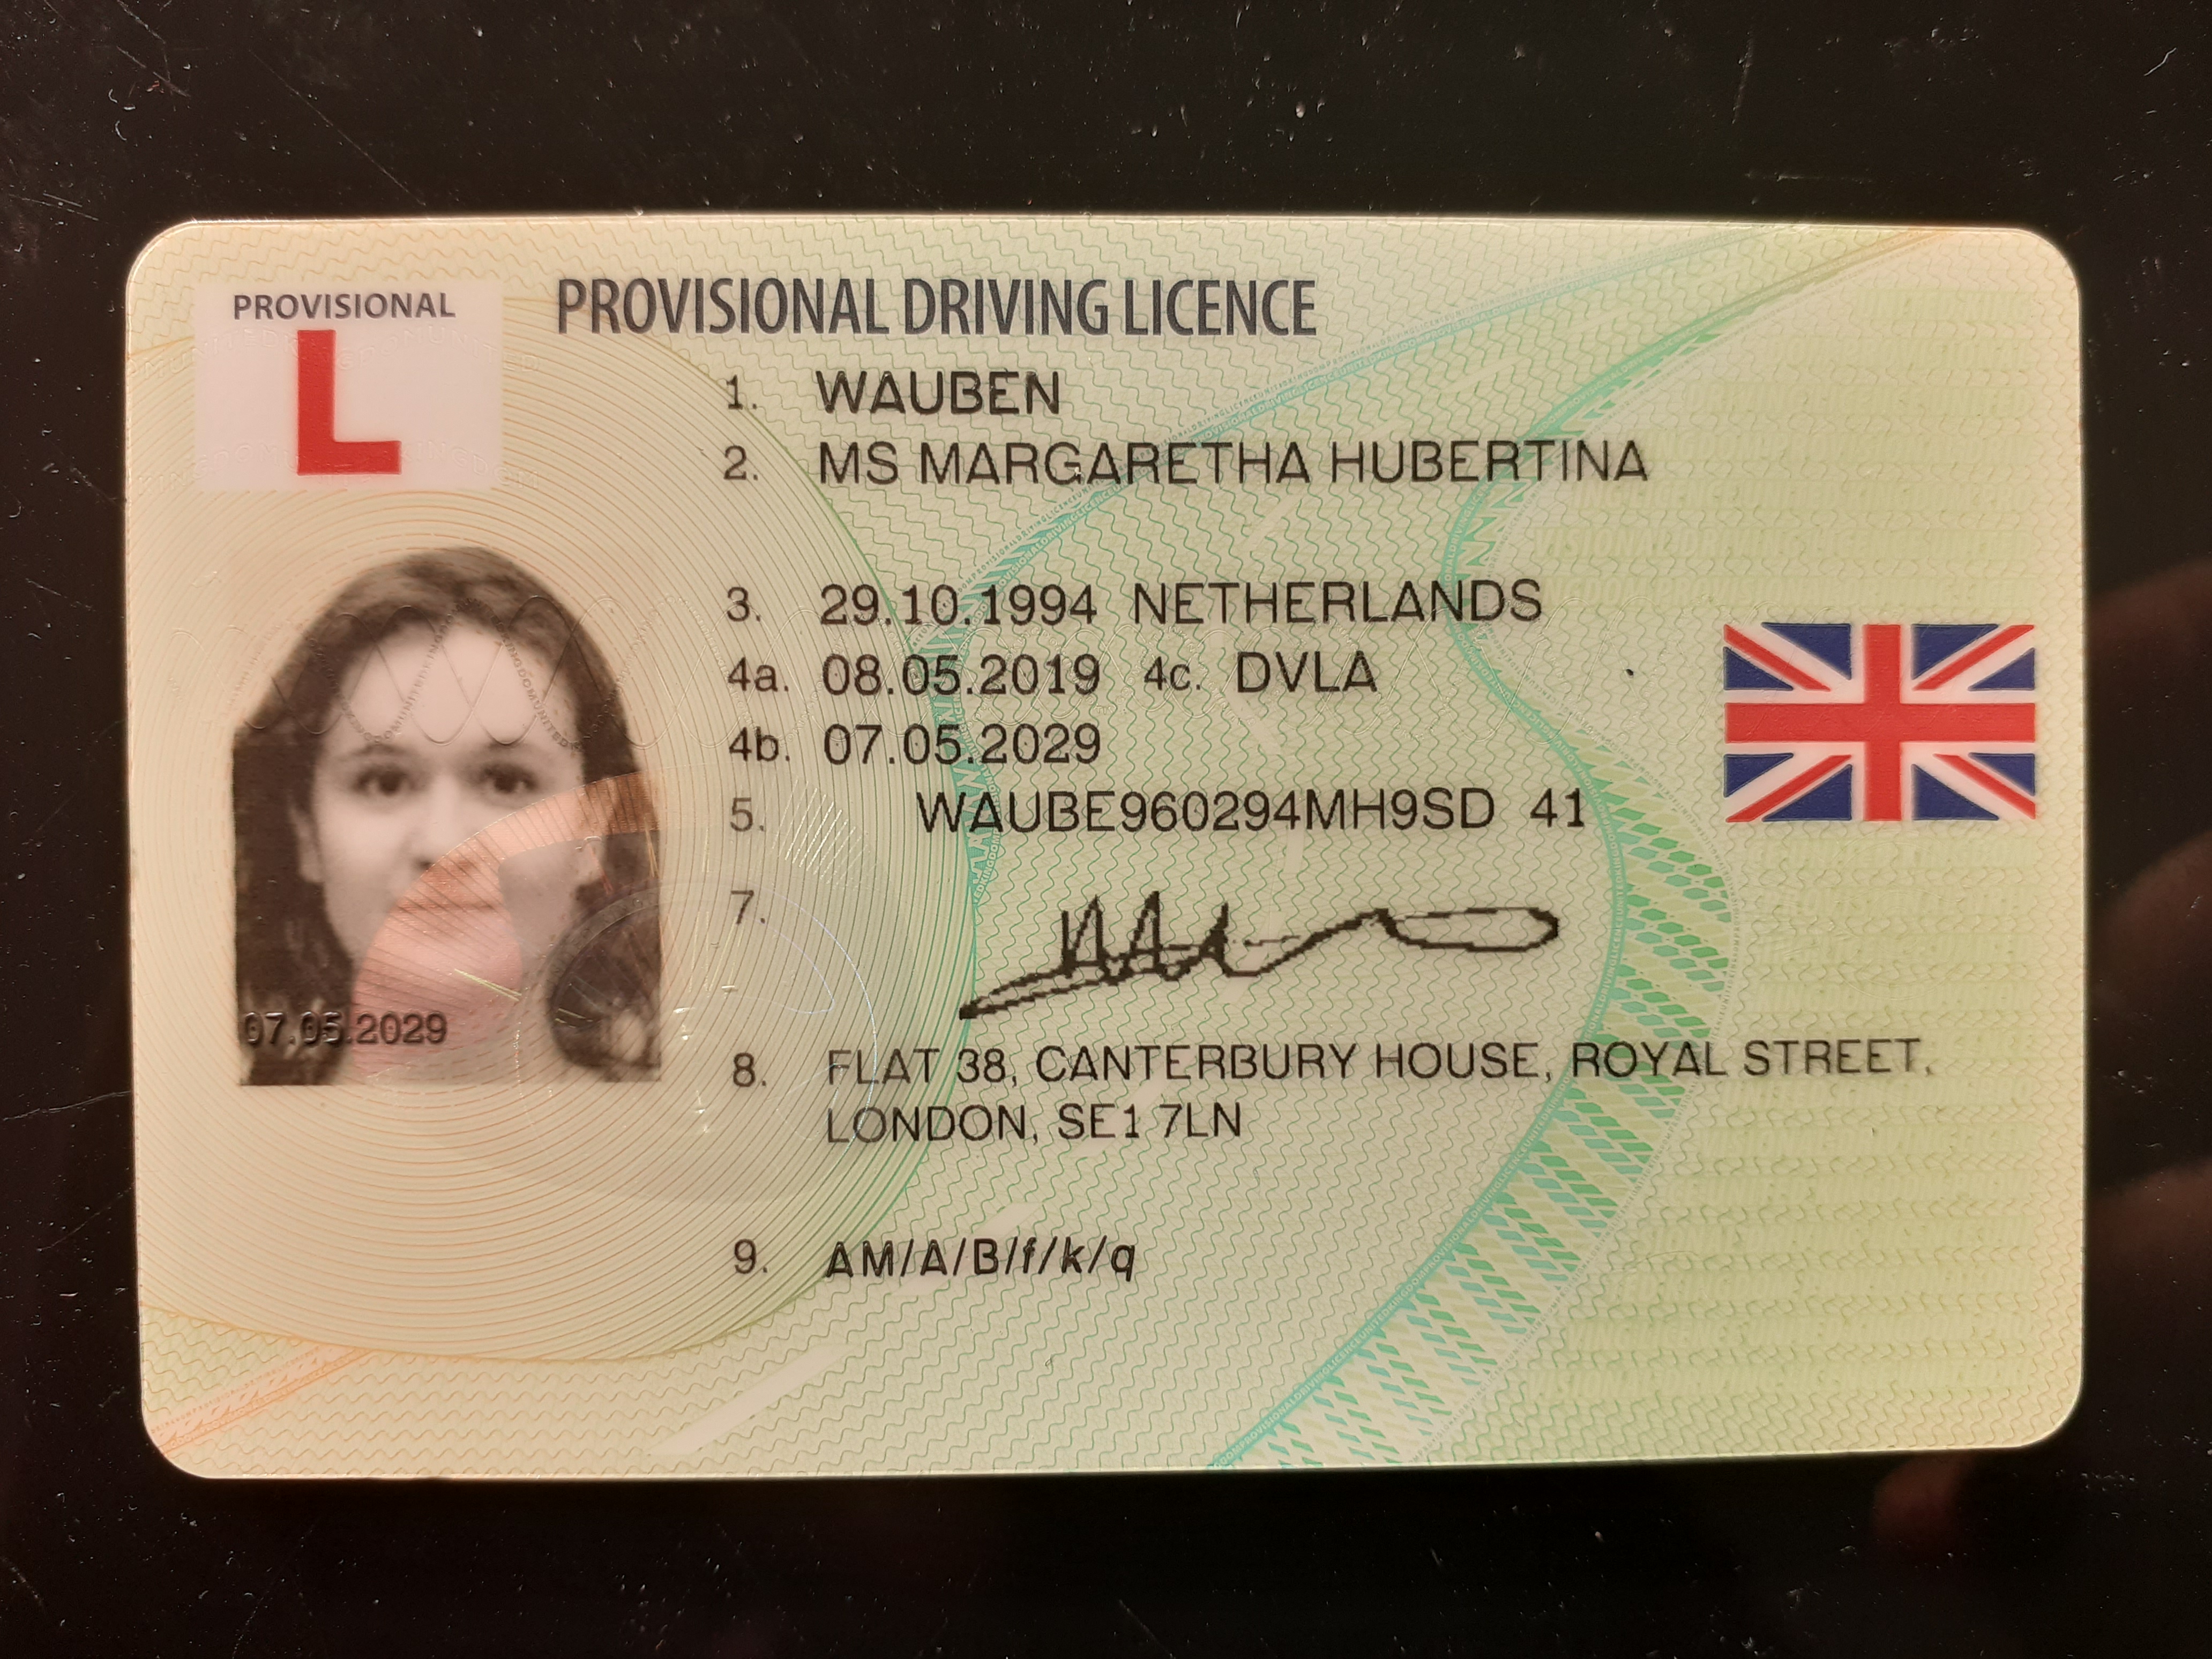 PROVISIONAL
L
PROVISIONAL DRIVING LICENCE
1. WAUBEN
2. MS MARGARETHA HUBERTINA
3. 29.10.1994 NETHERLANDS
4a. 08.05.2019 4c. DVLA
4b. 07.05.2029
5. WAUBE960294MH9SD 41
7.
07.05.2029
8. FLAT 38, CANTERBURY HOUSE, ROYAL STREET,
LONDON, SE1 7LN
9. AM/A/B/f/k/q